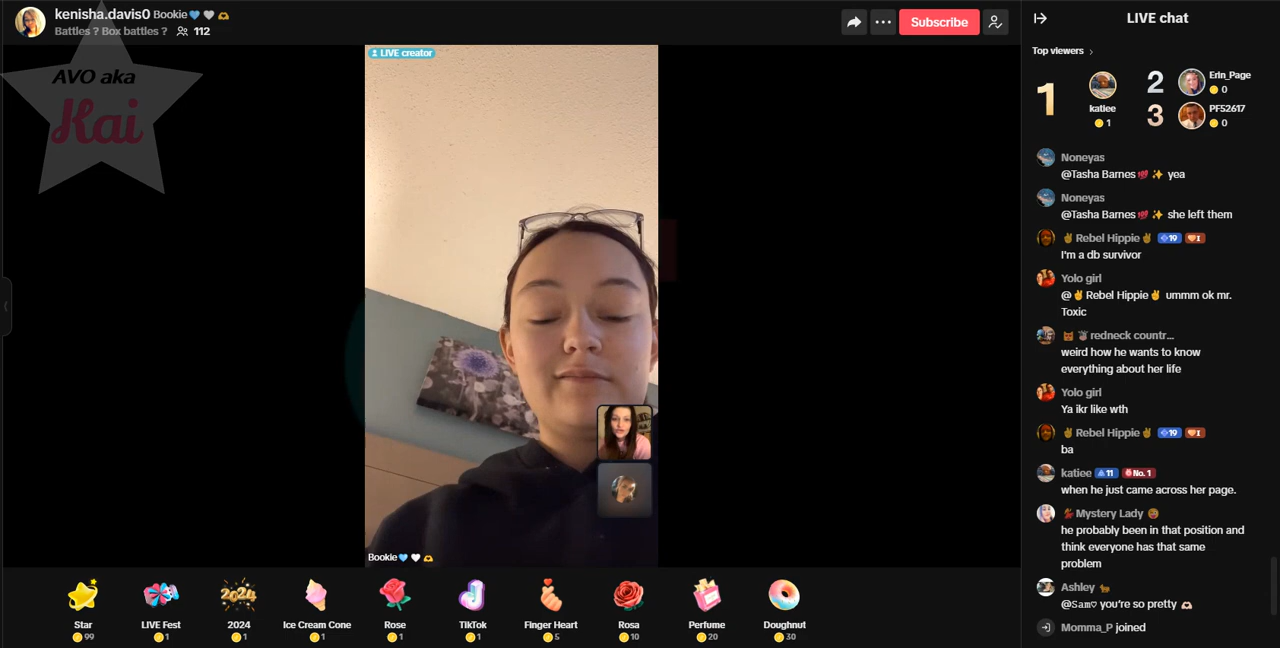 kenisha.davis0 Bookie💙🤍🫶
Battles ? Box battles ? 112
Subscribe
AVO aka
Kai
LIVE creator
Bookie💙🤍🫶
Star
99
LIVE Fest
1
2024
2024
1
Ice Cream Cone
1
Rose
1
TikTok
1
Finger Heart
5
Rosa
10
Perfume
20
Doughnut
30
LIVE chat
Top viewers >
1
katiee
1
2
Erin_Page
0
3
PF52617
0
Noneyas
@Tasha Barnes💯✨ yea
Noneyas
@Tasha Barnes💯✨ she left them
✌Rebel Hippie✌ 19 I
I'm a db survivor
Yolo girl
@✌Rebel Hippie✌ ummm ok mr.
Toxic
redneck countr...
weird how he wants to know
everything about her life
Yolo girl
Ya ikr like wth
✌Rebel Hippie✌ 19 I
ba
katiee 11 No. 1
when he just came across her page.
Mystery Lady
he probably been in that position and
think everyone has that same
problem
Ashley
@Sam♡ you're so pretty 🫶
Momma_P joined